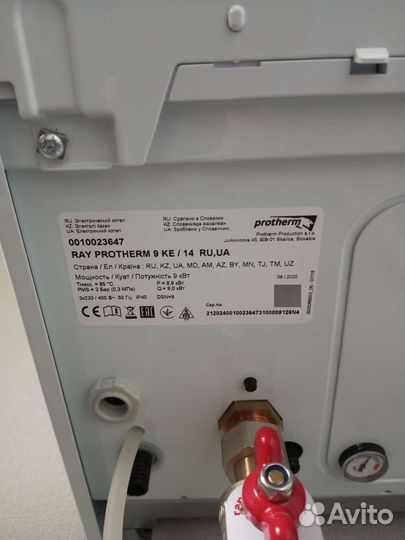 RU: Электрический котел
KZ: Электрлі Қазан
UA: Електричний котел
RU: Сделано в Словакии
KZ: Словакияда жасалған
UA: Зроблено у Словаччині
protherm
Protherm Production s.r.o.
Jurkovicova 45, 909 01 Skalica, Slovakia
0010023647
RAY PROTHERM 9 KE / 14 RU,UA
Страна / Ел / Країна : RU, KZ, UA, MD, AM, AZ, BY, MN, TJ, TM, UZ
Мощность / Қуат / Потужність 9 кВт
08 / 2020
Тмакс. = 85 °C
P = 8,9 кВт
PMS = 3 Бар (0,3 МПа)
Q = 9,0 кВт
3x230 / 400 В~ 50 Гц IP40
DSN=9
Сер.Но
EAC
CE
Avito